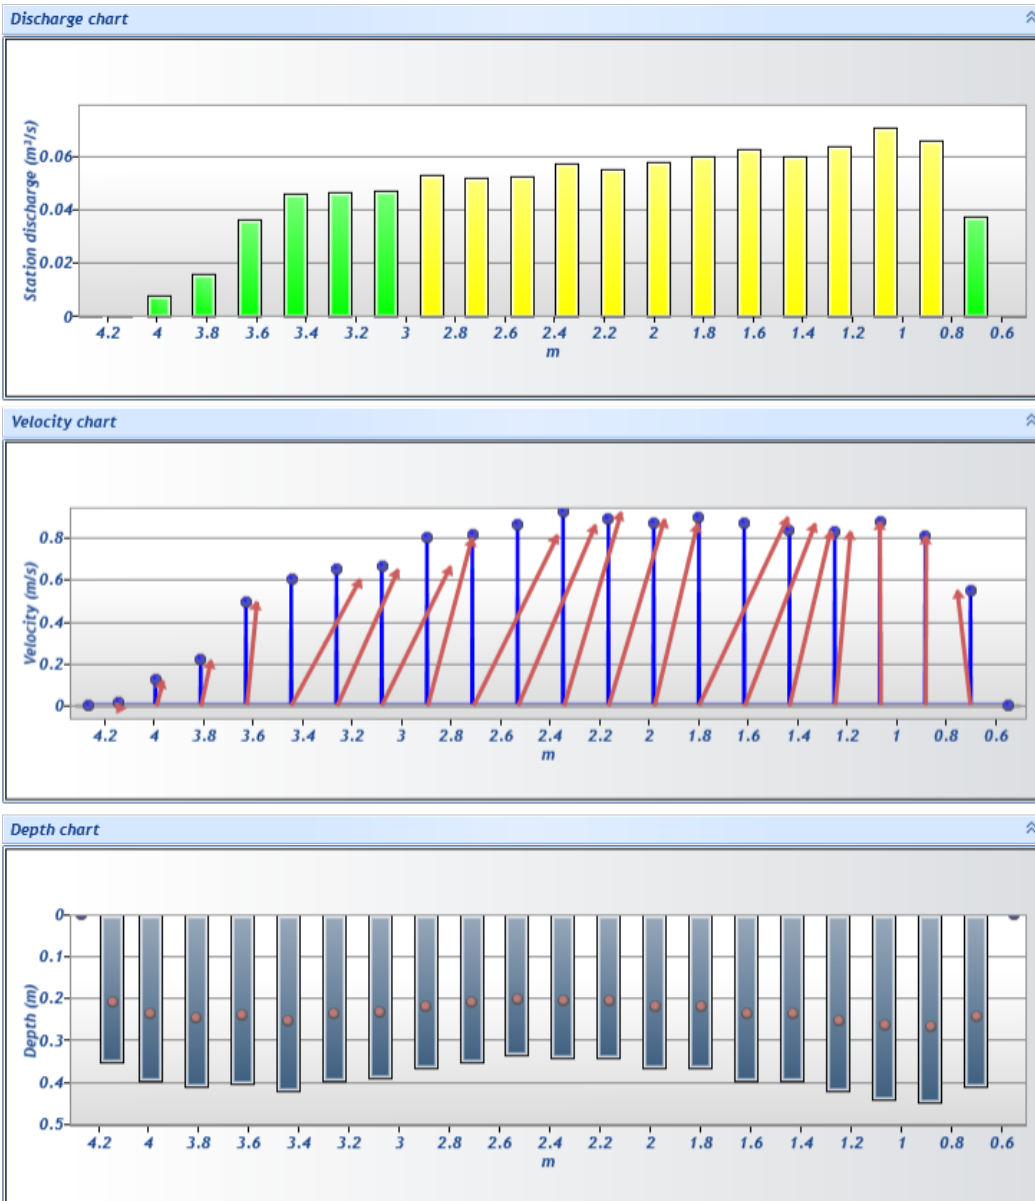 Discharge chart
Station discharge (m³/s)
0.06
0.04
0.02
0
4.2 4 3.8 3.6 3.4 3.2 3 2.8 2.6 2.4 2.2 2 1.8 1.6 1.4 1.2 1 0.8 0.6
m
Velocity chart
Velocity (m/s)
0.8
0.6
0.4
0.2
0
4.2 4 3.8 3.6 3.4 3.2 3 2.8 2.6 2.4 2.2 2 1.8 1.6 1.4 1.2 1 0.8 0.6
m
Depth chart
Depth (m)
0
0.1
0.2
0.3
0.4
0.5
4.2 4 3.8 3.6 3.4 3.2 3 2.8 2.6 2.4 2.2 2 1.8 1.6 1.4 1.2 1 0.8 0.6
m